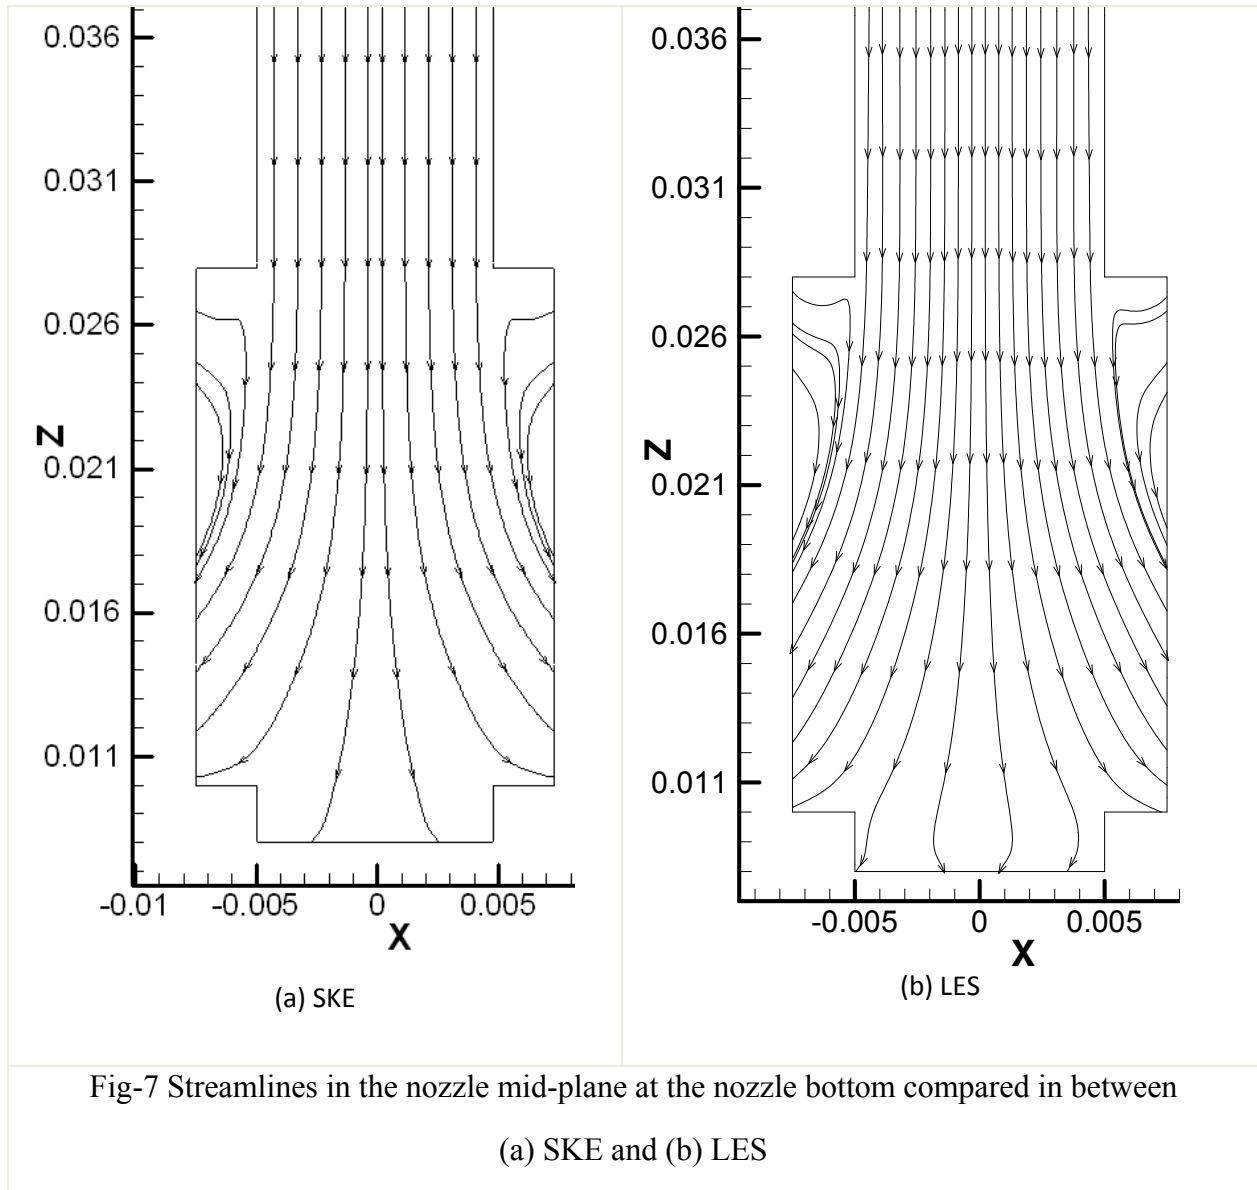 0.036
0.031
0.026
0.021
0.016
0.011
Z
-0.01 -0.005 0 0.005
X
(a) SKE
0.036
0.031
0.026
0.021
0.016
0.011
Z
-0.005 0 0.005
X
(b) LES
Fig-7 Streamlines in the nozzle mid-plane at the nozzle bottom compared in between
(a) SKE and (b) LES